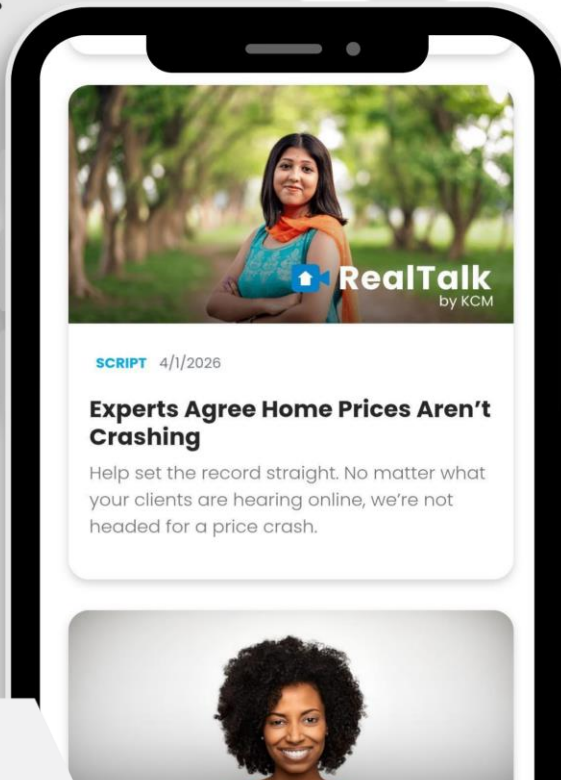 RealTalk
by KCM
SCRIPT 4/1/2026
Experts Agree Home Prices Aren’t
Crashing
Help set the record straight. No matter what
your clients are hearing online, we’re not
headed for a price crash.